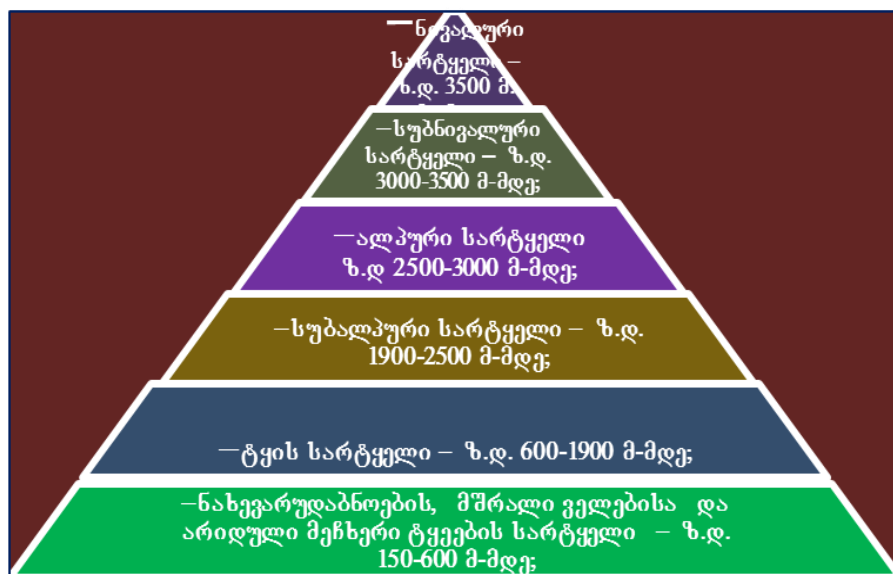 —ნივალური
სარტყელი –
ზ.დ. 3500 მ.
–სუბნივალური
სარტყელი – ზ.დ.
3000-3500 მ-მდე;
—ალპური სარტყელი
ზ.დ 2500-3000 მ-მდე;
–სუბალპური სარტყელი – ზ.დ.
1900-2500 მ-მდე;
—ტყის სარტყელი – ზ.დ. 600-1900 მ-მდე;
–ნახევარუდაბნოების, მშრალი ველებისა და
არიდული მეჩხერი ტყეების სარტყელი – ზ.დ.
150-600 მ-მდე;